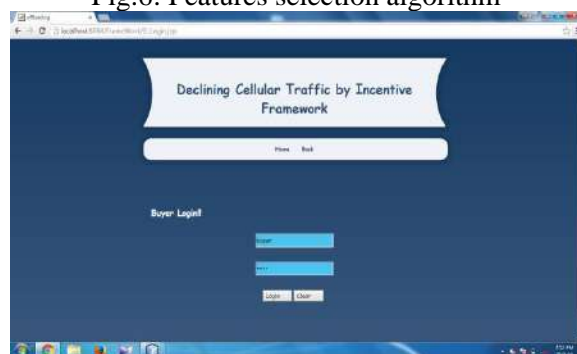 Fig.6. Features selection algorithm
Declining Cellular Traffic by Incentive
Framework
Home Back
Buyer Login!!
Login Clear